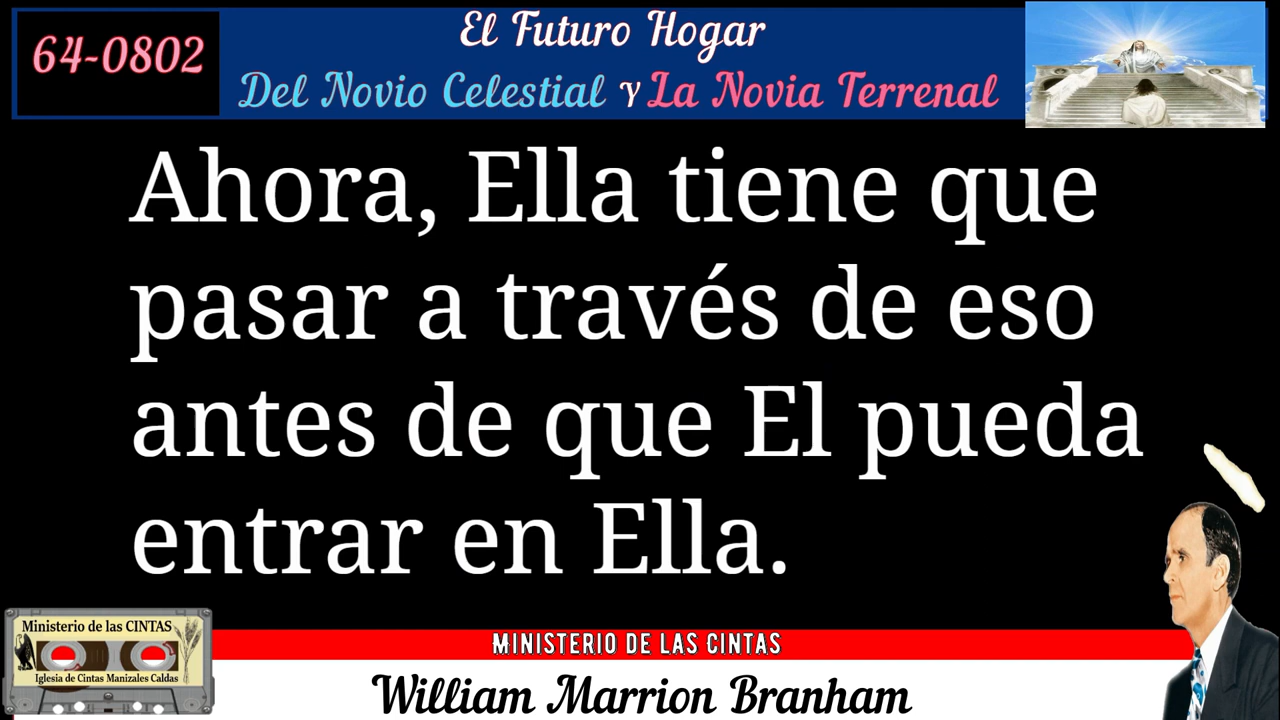 64-0802
El Futuro Hogar
Del Novio Celestial Y La Novia Terrenal
Ahora, Ella tiene que
pasar a través de eso
antes de que El pueda
entrar en Ella.
Ministerio de las CINTAS
Iglesia de Cintas Manizales Caldas
MINISTERIO DE LAS CINTAS
William Marrion Branham